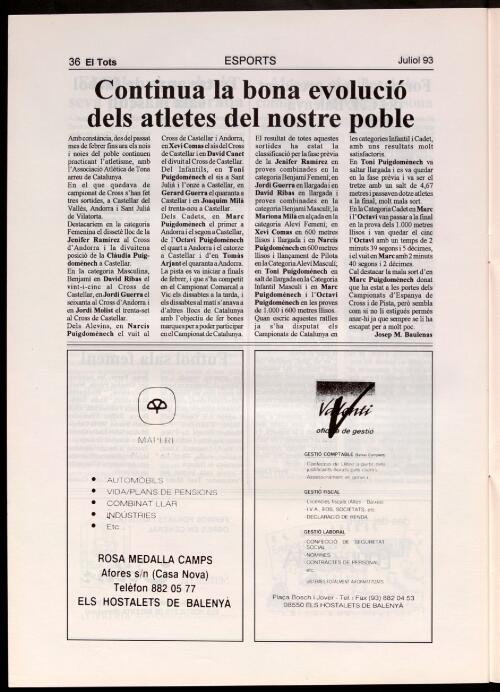 36 El Tots
ESPORTS
Juliol 93
Continua la bona evolució
dels atletes del nostre poble
Amb constància, des del passat
mes de febrer fins ara els nois i
noies del poble continuen
practicant l'atletisme, amb
l'Associació Atlètica de Tona
arreu de Catalunya.
En el que quedava de
campionat de Cross s'han fet
tres sortides, a Castellar del
Vallès, Andorra i Sant Julià
de Vilatorta.
Destacaríem en la categoria
Femenina el dissetè lloc de la
Jenifer Ramírez al Cross
d'Andorra i la divuitena
posició de la Clàudia Puig-
domènech a Castellar.
En la categoria Masculina,
Benjamí en David Ribas el
vint-i-cinc al Cross de
Castellar, en Jordi Guerra el
seixanta al Cross d'Andorra i
en Jordi Molist el trenta-set
al Cross de Castellar.
Dels Alevins, en Narcís
Puigdomènech el vuit al
Cross de Castellar i Andorra,
en Xevi Comas el sis del Cross
de Castellar i en David Canet
el divuit al Cross de Castellar.
Del Infantils, en Toni
Puigdomènech el sis a Sant
Julià i l'onze a Castellar, en
Gerard Guerra el quaranta a
Castellar i en Joaquim Milà
el trenta-nou a Castellar.
Dels Cadets, en Marc
Puigdomènech el primer a
Andorra i el segon a Castellar,
de l'Octavi Puigdomènech
el quart a Andorra i el catorze
a Castellar i d'en Tomàs
Arjant el quaranta a Andorra.
La pista es va iniciar a finals
de febrer, i que s'ha competit
en el Campionat Comarcal a
Vic els dissabtes a la tarda, i
els dissabtes al matí s'anava a
d'altres llocs de Catalunya
amb l'objectiu de fer bones
marques per a poder participar
en el Campionat de Catalunya.
El resultat de totes aquestes
sortides ha estat la
classificació per la fase prèvia
de la Jenifer Ramírez en
proves combinades en la
categoria Benjamí Femení, en
Jordi Guerra en llargada i en
David Ribas en llargada i
proves combinades en la
categoria Benjamí Masculí, la
Mariona Milà en alçada en la
categoria Aleví Femení; en
Xevi Comas en 600 metres
llisos i llargada i en Narcís
Puigdomènech en 600 metres
llisos i llançament de Pilota
en la Categoria Aleví Masculí;
en Toni Puigdomènech en
salt de llargada en la Categoria
Infantil Masculí i en Marc
Puigdomènech i l'Octavi
Puigdomènech en les proves
de 1.000 i 600 metres llisos.
Quan escric aquestes ratlles
ja s'ha disputat els
Campionats de Catalunya en
les categories Infantil i Cadet,
amb uns resultats molt
satisfactoris.
En Toni Puigdomènech va
saltar llargada i es va quedar
en la fase prèvia i va ser el
tretze amb un salt de 4,67
metres i passaven dotze atletes
a la final, molt mala sort.
En la Categoria Cadet en Marc
i l'Octavi van passar a la final
en la prova dels 1.000 metres
llisos i van quedar el cinc
l'Octavi amb un temps de 2
minuts 39 segons i 5 dècimes,
i el vuit en Marc amb 2 minuts
40 segons i 2 dècimes.
Cal destacar la mala sort d'en
Marc Puigdomènech donat
que ha estat a les portes dels
Campionats d'Espanya de
Cross i de Pista, però sembla
com si no li estigués permès
anar-hi ja que sempre se li ha
escapat per a molt poc.
Josep M. Baulenas
• AUTOMÒBILS
• VIDA/PLANS DE PENSIONS
• COMBINAT LLAR
• INDÚSTRIES
• Etc...
ROSA MEDALLA CAMPS
Afores s/n (Casa Nova)
Telèfon 882 05 77
ELS HOSTALETS DE BALENYÀ
Valentí
oficina de gestió
GESTIÓ COMPTABLE
GESTIÓ FISCAL
- I.V.A., EOS, SOCIETATS, etc.
- DECLARACIÓ DE RENDA
GESTIÓ LABORAL
- CONFECCIÓ DE SEGURETAT
SOCIAL
- NÒMINES
- CONTRACTES DE PERSONAL
etc.
Plaça Bosch i Jover - Tel. i Fax (93) 882 04 53
08550 ELS HOSTALETS DE BALENYÀ